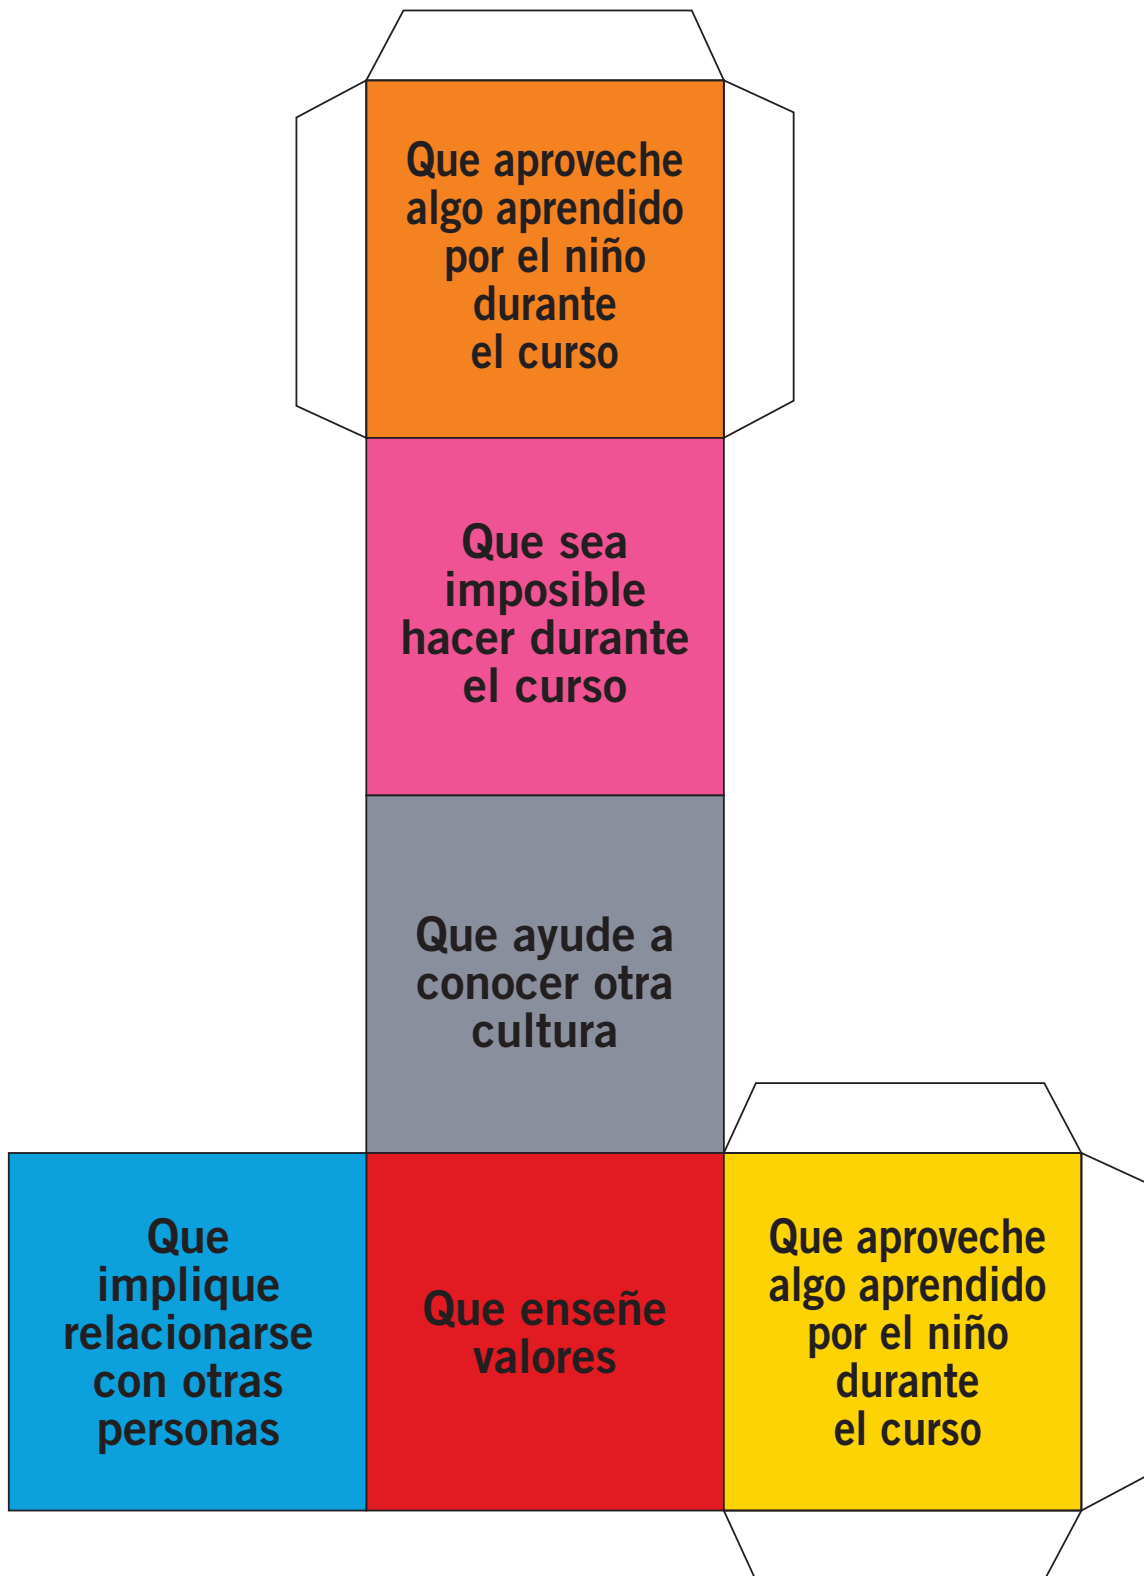 Que aproveche
algo aprendido
por el niño
durante
el curso
Que sea
imposible
hacer durante
el curso
Que ayude a
conocer otra
cultura
Que
implique
relacionarse
con otras
personas
Que enseñe
valores
Que aproveche
algo aprendido
por el niño
durante
el curso